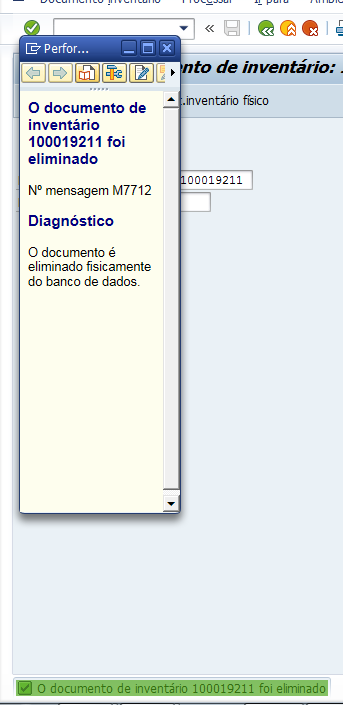 Documento inventário Processar Ir para Ambie
Perfor...
nto de inventário:
.inventário físico
O documento de
inventário
100019211 foi
eliminado
100019211
Nº mensagem M7712
Diagnóstico
O documento é
eliminado fisicamente
do banco de dados.
O documento de inventário 100019211 foi eliminado